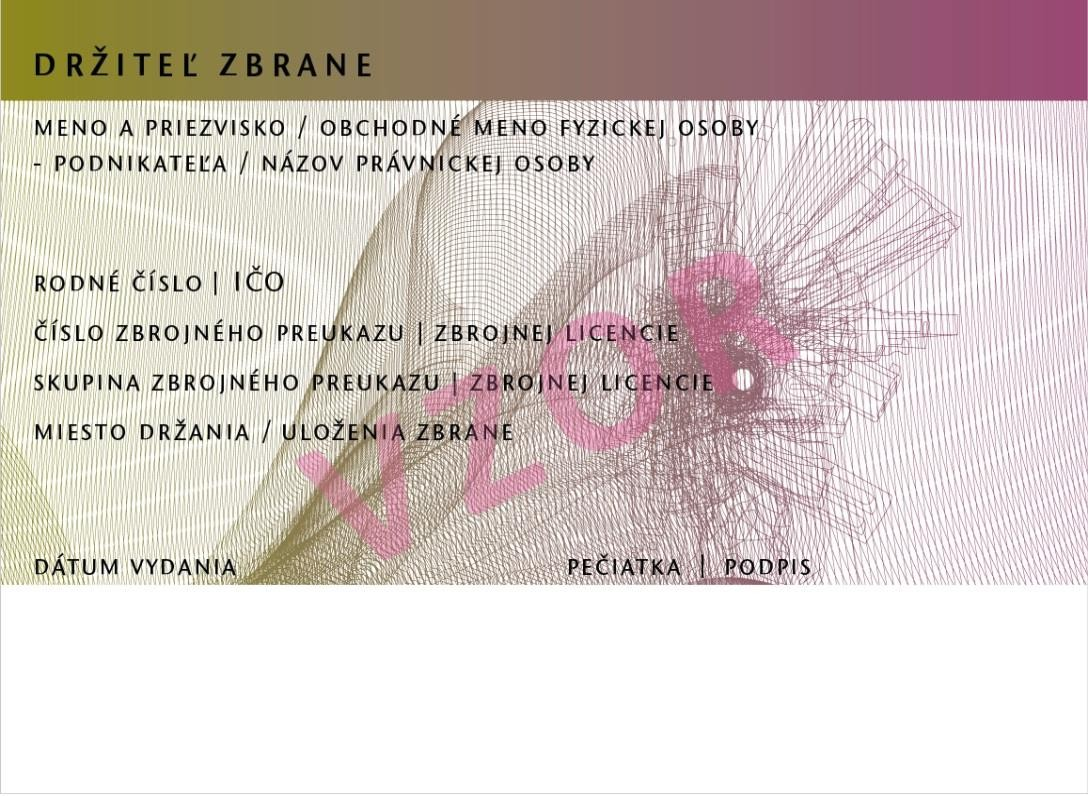 DRŽITEĽ ZBRANE
MENO A PRIEZVISKO / OBCHODNÉ MENO FYZICKEJ OSOBY
- PODNIKATEĽA / NÁZOV PRÁVNICKEJ OSOBY
RODNÉ ČÍSLO | IČO
ČÍSLO ZBROJNÉHO PREUKAZU | ZBROJNEJ LICENCIE
SKUPINA ZBROJNÉHO PREUKAZU | ZBROJNEJ LICENCIE
MIESTO DRŽANIA / ULOŽENIA ZBRANE
VZOR
DÁTUM VYDANIA
PEČIATKA | PODPIS